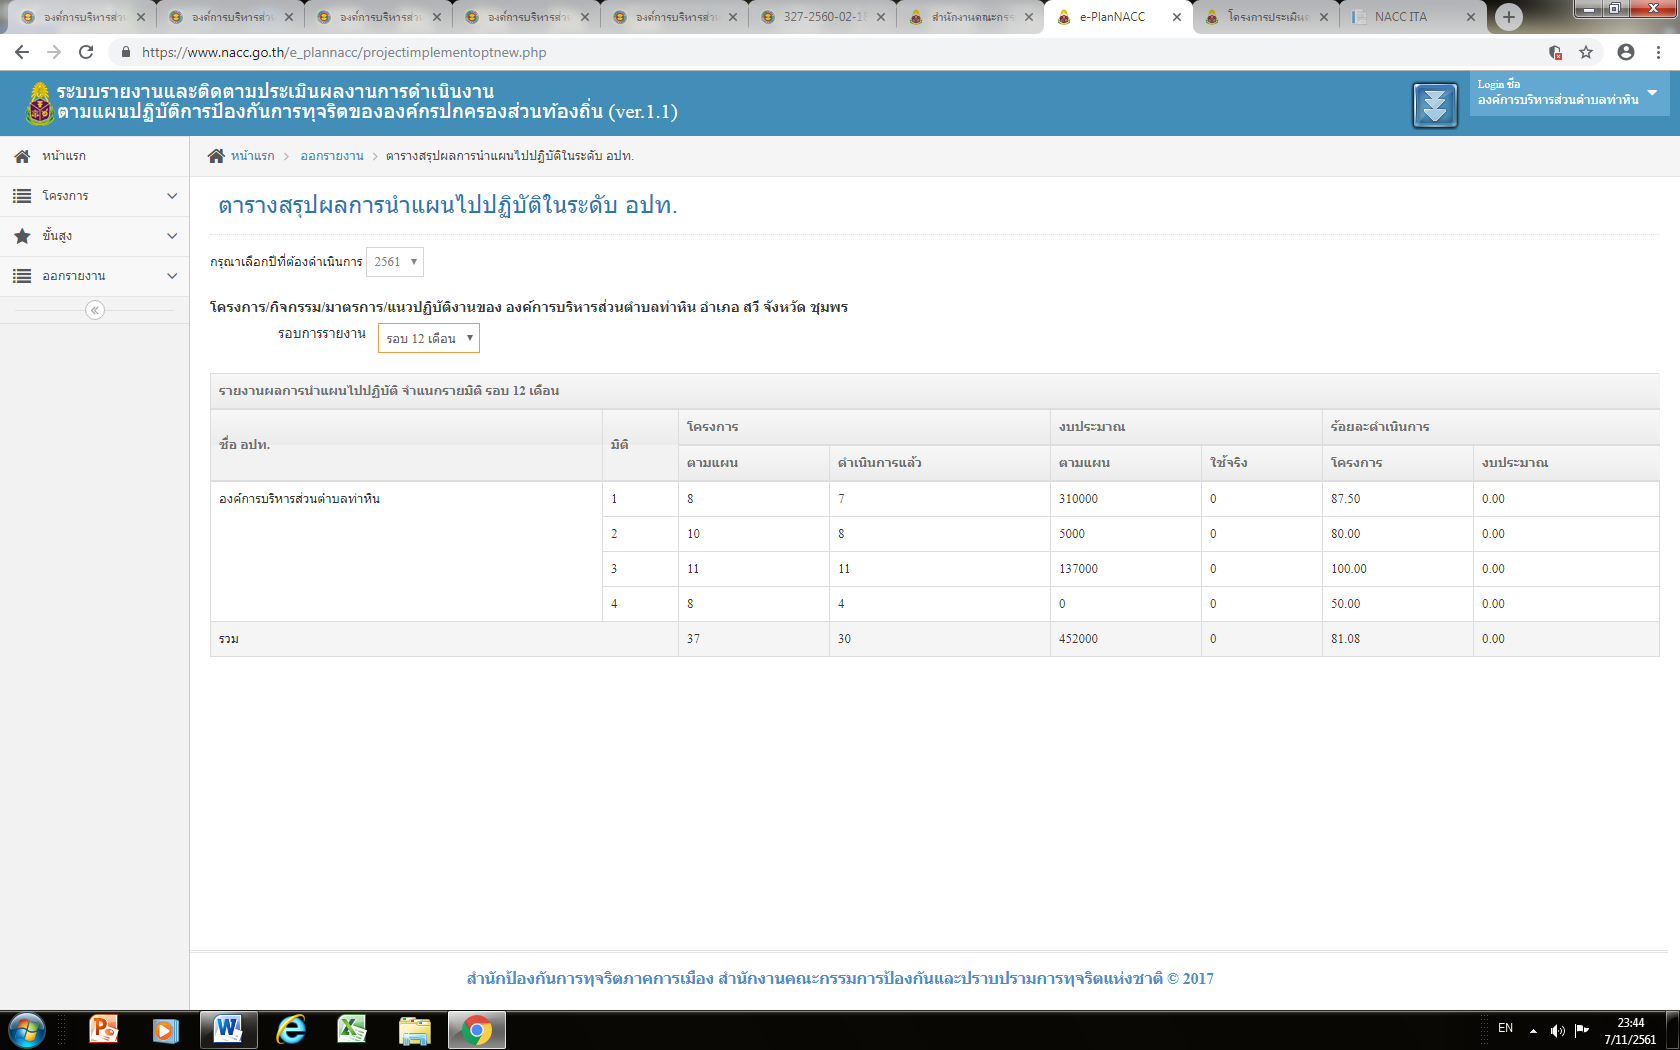 องค์การบริหารส่วน
องค์การบริหารส่วน
องค์การบริหารส่วน
องค์การบริหารส่วน
องค์การบริหารส่วน
327-2560-02-18
สำนักงานคณะกรร
e-PlanNACC
โครงการประเมินค
NACC ITA
https://www.nacc.go.th/e_plannacc/projectimplementoptnew.php
ระบบรายงานและติดตามประเมินผลงานการดำเนินงาน
ตามแผนปฏิบัติการป้องกันการทุจริตขององค์กรปกครองส่วนท้องถิ่น (ver.1.1)
Login ชื่อ
องค์การบริหารส่วนตำบลท่าหิน
หน้าแรก
โครงการ
ขั้นสูง
ออกรายงาน
หน้าแรก > ออกรายงาน > ตารางสรุปผลการนำแผนไปปฏิบัติในระดับ อปท.
ตารางสรุปผลการนำแผนไปปฏิบัติในระดับ อปท.
กรุณาเลือกปีที่ต้องดำเนินการ 2561
โครงการ/กิจกรรม/มาตรการ/แนวปฏิบัติงานของ องค์การบริหารส่วนตำบลท่าหิน อำเภอ สวี จังหวัด ชุมพร
รอบการรายงาน รอบ 12 เดือน
รายงานผลการนำแผนไปปฏิบัติ จำแนกรายมิติ รอบ 12 เดือน
ชื่อ อปท. มิติ โครงการ งบประมาณ ร้อยละดำเนินการ
ตามแผน ดำเนินการแล้ว ตามแผน ใช้จริง โครงการ งบประมาณ
องค์การบริหารส่วนตำบลท่าหิน 1 8 7 310000 0 87.50 0.00
2 10 8 5000 0 80.00 0.00
3 11 11 137000 0 100.00 0.00
4 8 4 0 0 50.00 0.00
รวม 37 30 452000 0 81.08 0.00
สำนักป้องกันการทุจริตภาคการเมือง สำนักงานคณะกรรมการป้องกันและปราบปรามการทุจริตแห่งชาติ © 2017
EN
23:44
7/11/2561